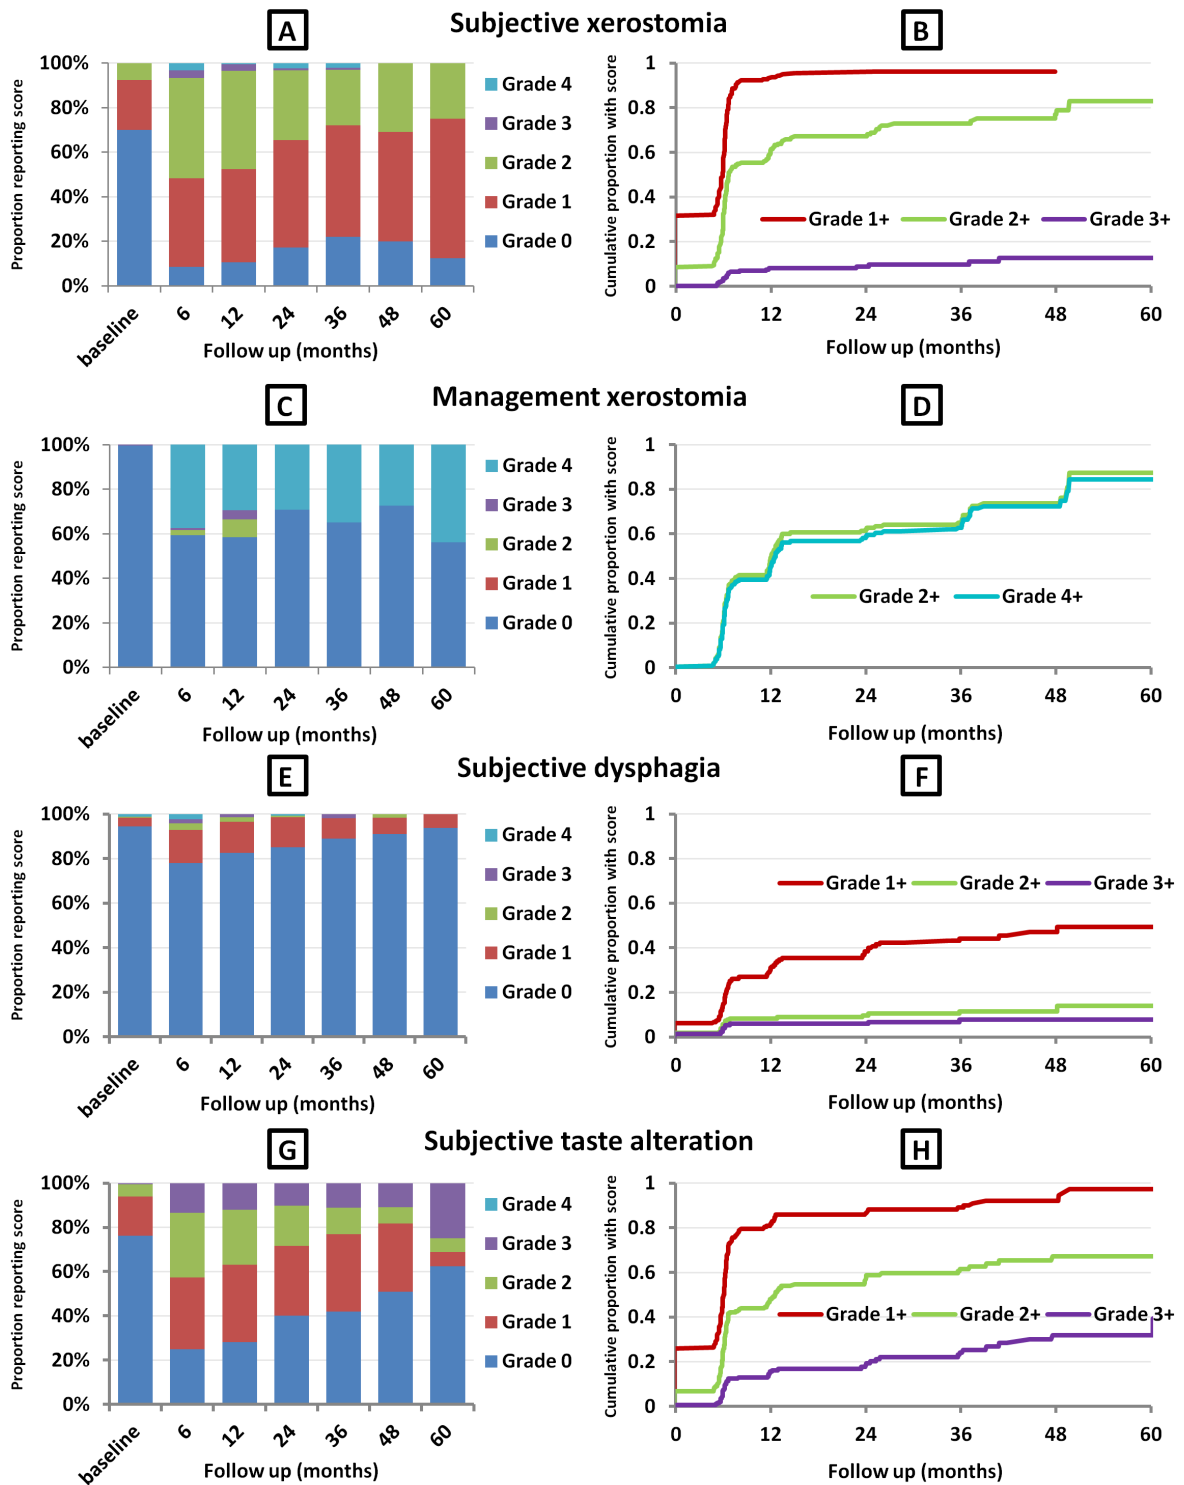 Subjective xerostomia
A
B
Proportion reporting score
100%
80%
60%
40%
20%
0%
baseline
6
12
24
36
48
60
Follow up (months)
Grade 4
Grade 3
Grade 2
Grade 1
Grade 0
Cumulative proportion with score
1
0.8
0.6
0.4
0.2
0
Grade 1+
Grade 2+
Grade 3+
0
12
24
36
48
60
Follow up (months)
Management xerostomia
C
D
Proportion reporting score
100%
80%
60%
40%
20%
0%
baseline
6
12
24
36
48
60
Follow up (months)
Grade 4
Grade 3
Grade 2
Grade 1
Grade 0
Cumulative proportion with score
1
0.8
0.6
0.4
0.2
0
Grade 2+
Grade 4+
0
12
24
36
48
60
Follow up (months)
Subjective dysphagia
E
F
Proportion reporting score
100%
80%
60%
40%
20%
0%
baseline
6
12
24
36
48
60
Follow up (months)
Grade 4
Grade 3
Grade 2
Grade 1
Grade 0
Cumulative proportion with score
1
0.8
0.6
0.4
0.2
0
Grade 1+
Grade 2+
Grade 3+
0
12
24
36
48
60
Follow up (months)
Subjective taste alteration
G
H
Proportion reporting score
100%
80%
60%
40%
20%
0%
baseline
6
12
24
36
48
60
Follow up (months)
Grade 4
Grade 3
Grade 2
Grade 1
Grade 0
Cumulative proportion with score
1
0.8
0.6
0.4
0.2
0
Grade 1+
Grade 2+
Grade 3+
0
12
24
36
48
60
Follow up (months)